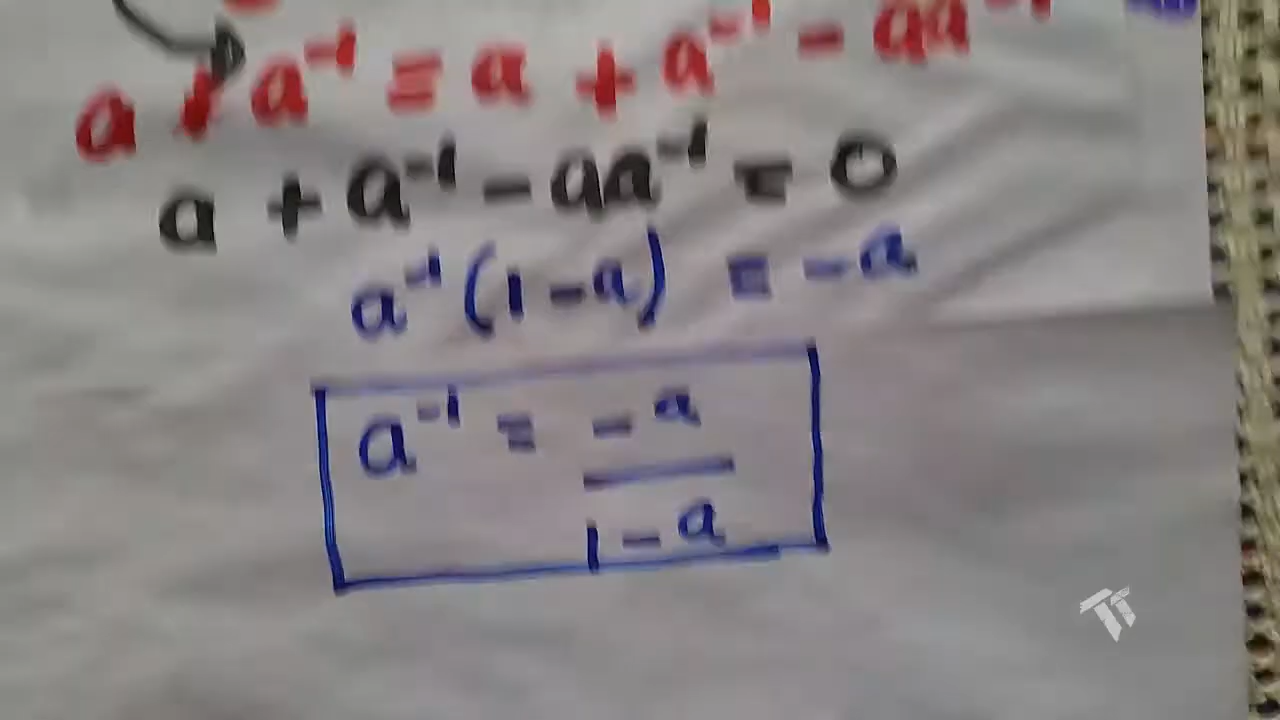 a + a⁻¹ = a + a⁻¹ - aa⁻¹
a + a⁻¹ - aa⁻¹ = 0
a⁻¹(1-a) = -a
a⁻¹ = -a
1-a